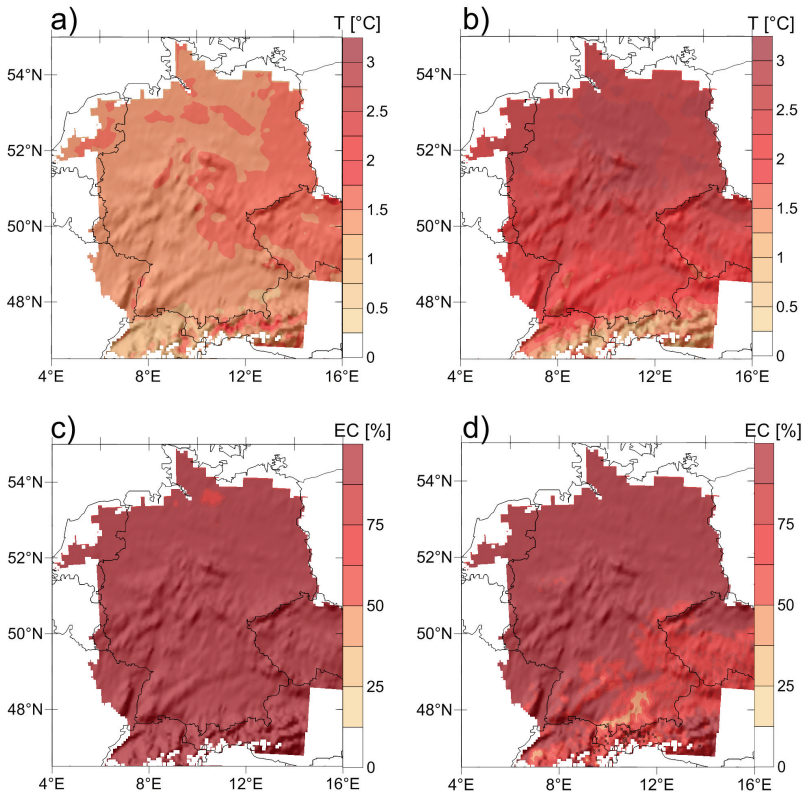 a) T [°C] b) T [°C]
54°N 3 54°N 3
2.5 2.5
52°N 2 52°N 2
1.5 1.5
50°N 50°N
1 1
48°N 0.5 48°N 0.5
0 0
4°E 8°E 12°E 16°E 4°E 8°E 12°E 16°E
c) EC [%] d) EC [%]
54°N 54°N
75 75
52°N 52°N
50 50
50°N 50°N
25 25
48°N 48°N
0 0
4°E 8°E 12°E 16°E 4°E 8°E 12°E 16°E